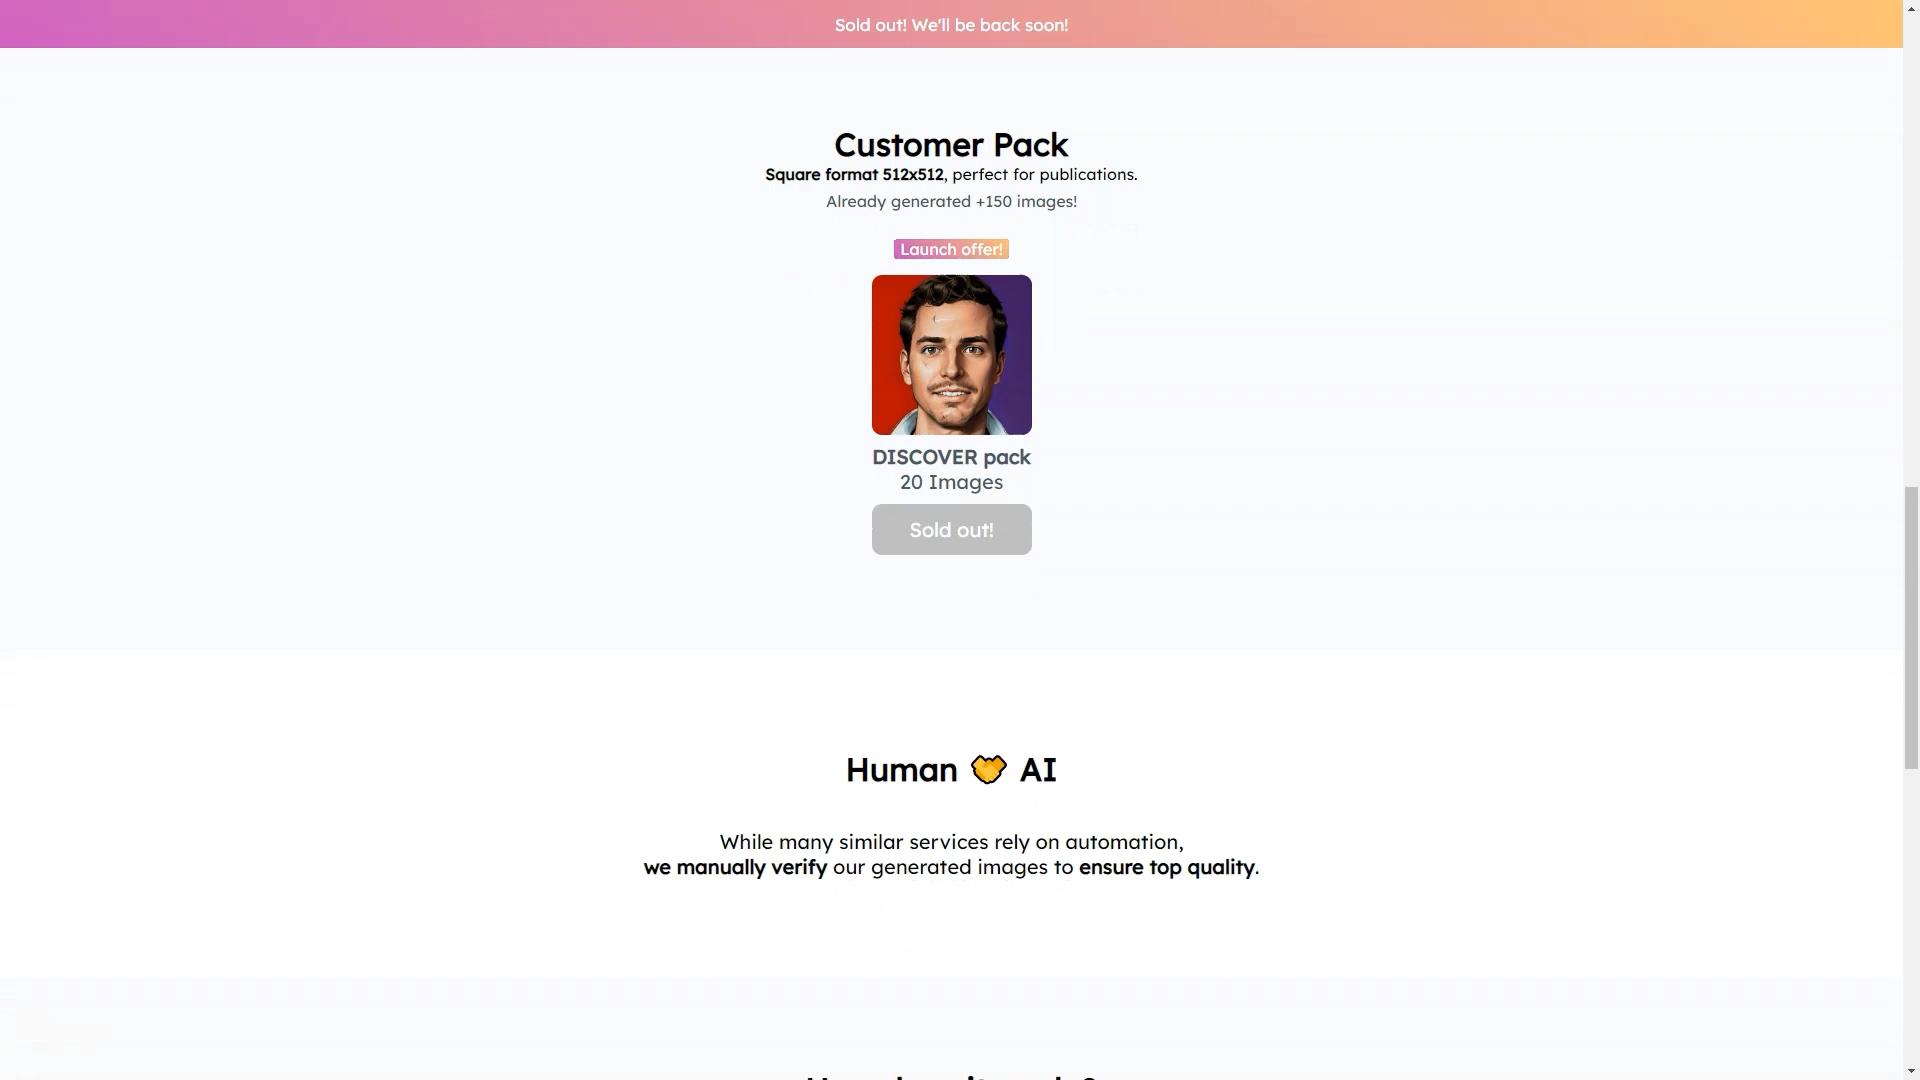 Sold out! We'll be back soon!
Customer Pack
Square format 512x512, perfect for publications.
Already generated +150 images!
Launch offer!
DISCOVER pack
20 Images
Sold out!
Human AI
While many similar services rely on automation,
we manually verify our generated images to ensure top quality.